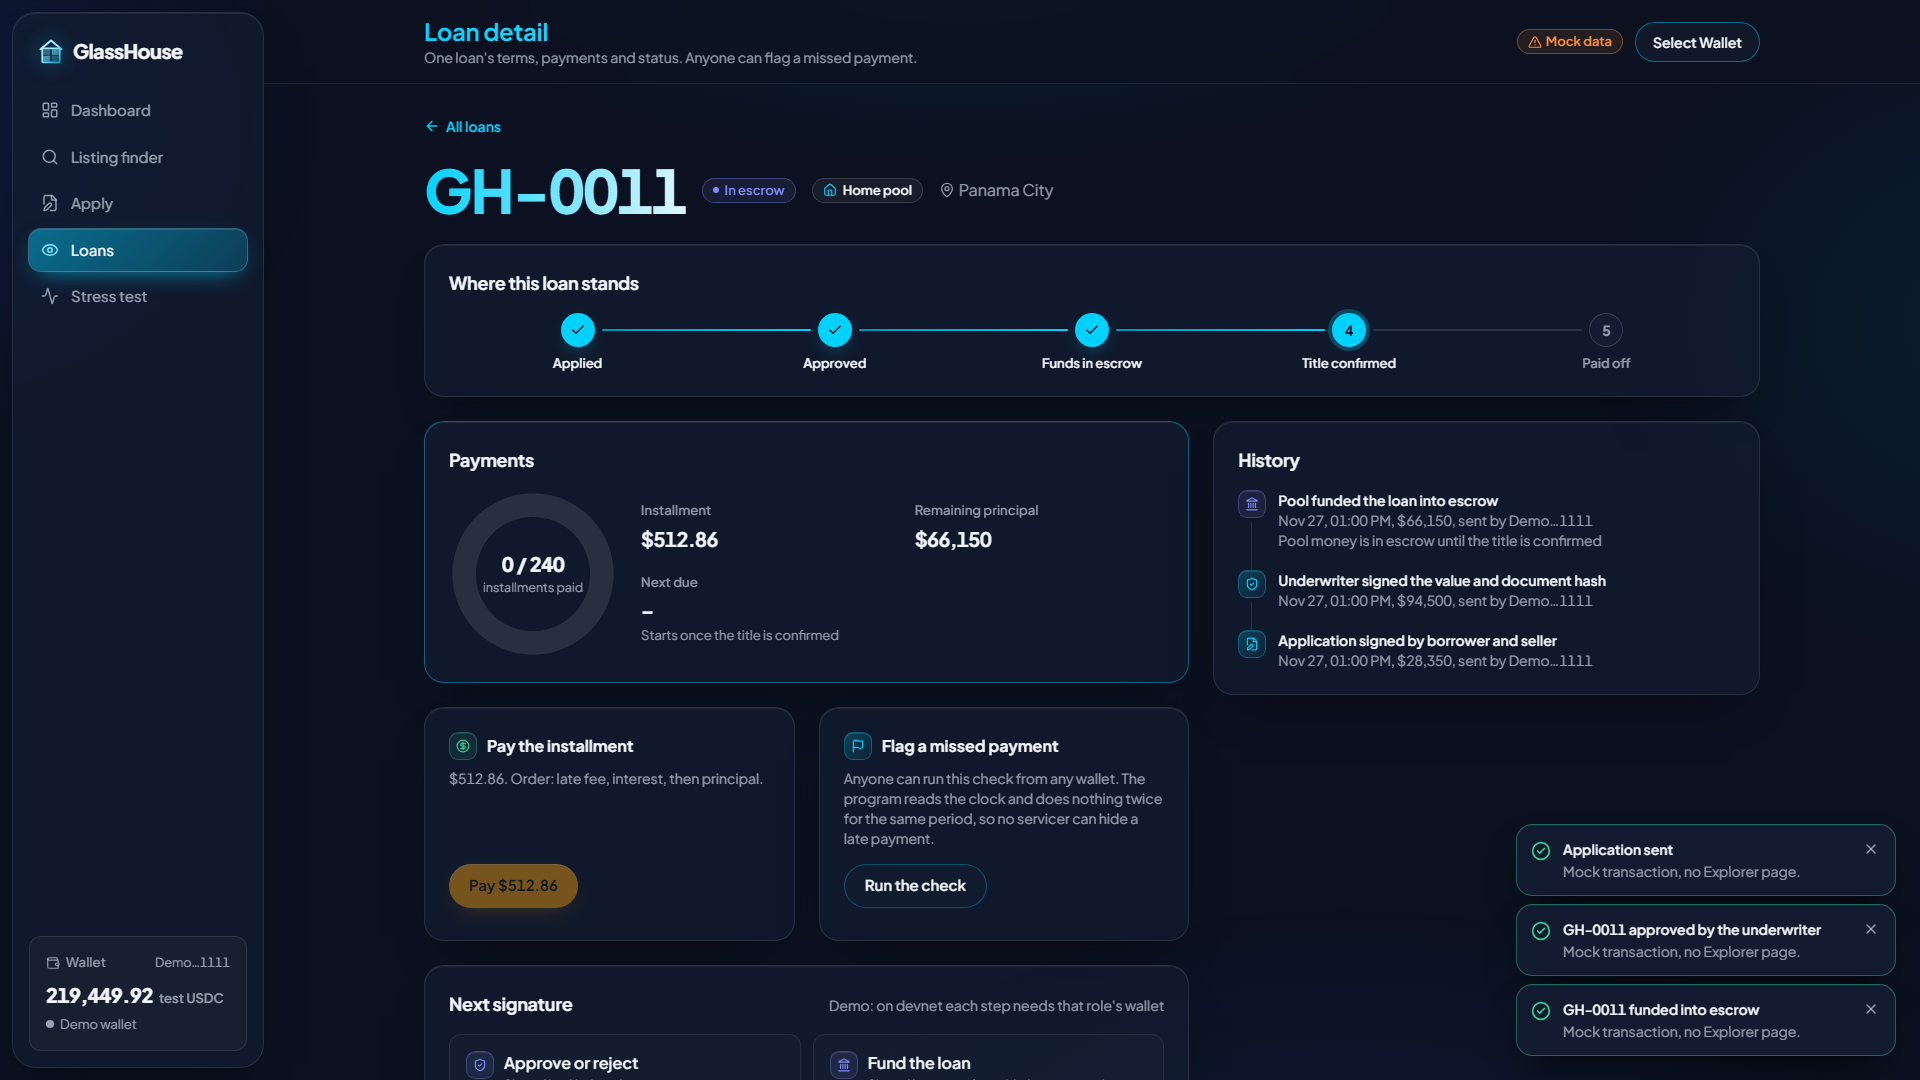 GlassHouse
Dashboard
Listing finder
Apply
Loans
Stress test
Wallet
Demo...1111
219,449.92 test USDC
Demo wallet
Loan detail
One loan's terms, payments and status. Anyone can flag a missed payment.
Mock data
Select Wallet
All loans
GH-0011
In escrow
Home pool
Panama City
Where this loan stands
Applied
Approved
Funds in escrow
4
Title confirmed
5
Paid off
Payments
0 / 240
installments paid
Installment
$512.86
Remaining principal
$66,150
Next due
–
Starts once the title is confirmed
History
Pool funded the loan into escrow
Nov 27, 01:00 PM, $66,150, sent by Demo...1111
Pool money is in escrow until the title is confirmed
Underwriter signed the value and document hash
Nov 27, 01:00 PM, $94,500, sent by Demo...1111
Application signed by borrower and seller
Nov 27, 01:00 PM, $28,350, sent by Demo...1111
Pay the installment
$512.86. Order: late fee, interest, then principal.
Pay $512.86
Flag a missed payment
Anyone can run this check from any wallet. The
program reads the clock and does nothing twice
for the same period, so no servicer can hide a
late payment.
Run the check
Next signature
Demo: on devnet each step needs that role's wallet
Approve or reject
Fund the loan
Application sent
Mock transaction, no Explorer page.
GH-0011 approved by the underwriter
Mock transaction, no Explorer page.
GH-0011 funded into escrow
Mock transaction, no Explorer page.